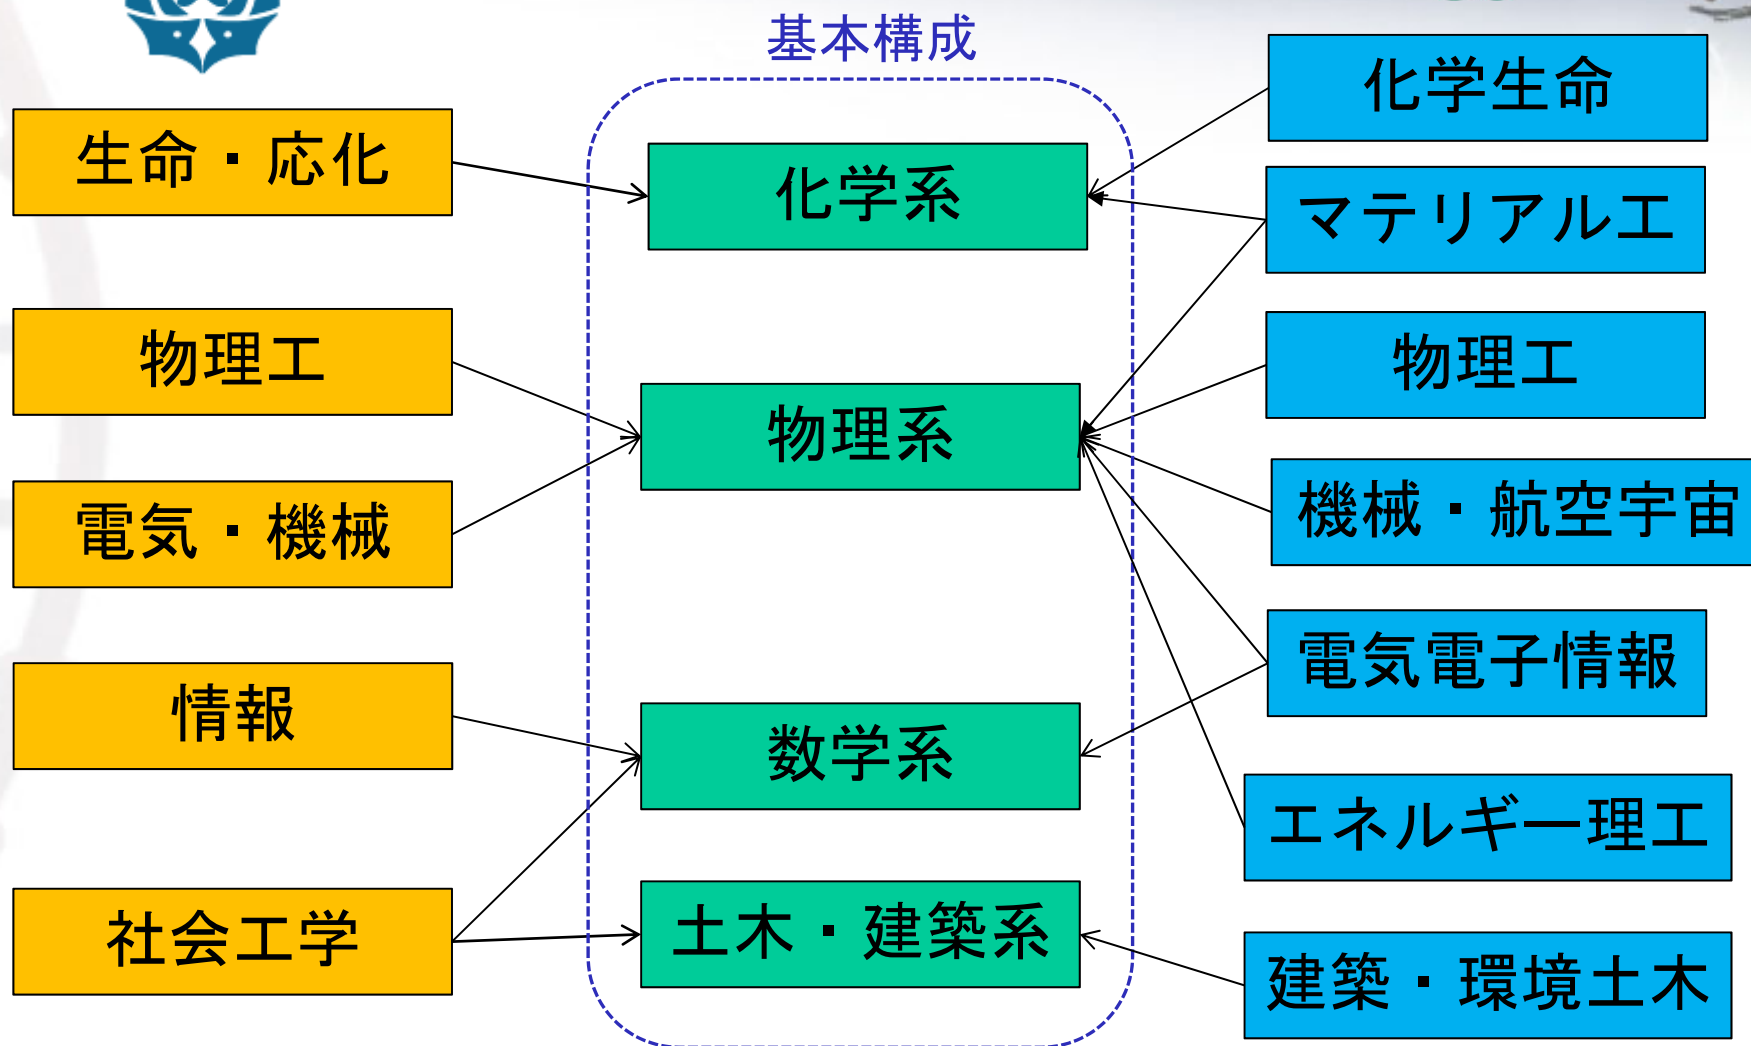 基本構成
生命・応化
物理工
電気・機械
情報
社会工学
化学系
物理系
数学系
土木・建築系
化学生命
マテリアル工
物理工
機械・航空宇宙
電気電子情報
エネルギー理工
建築・環境土木